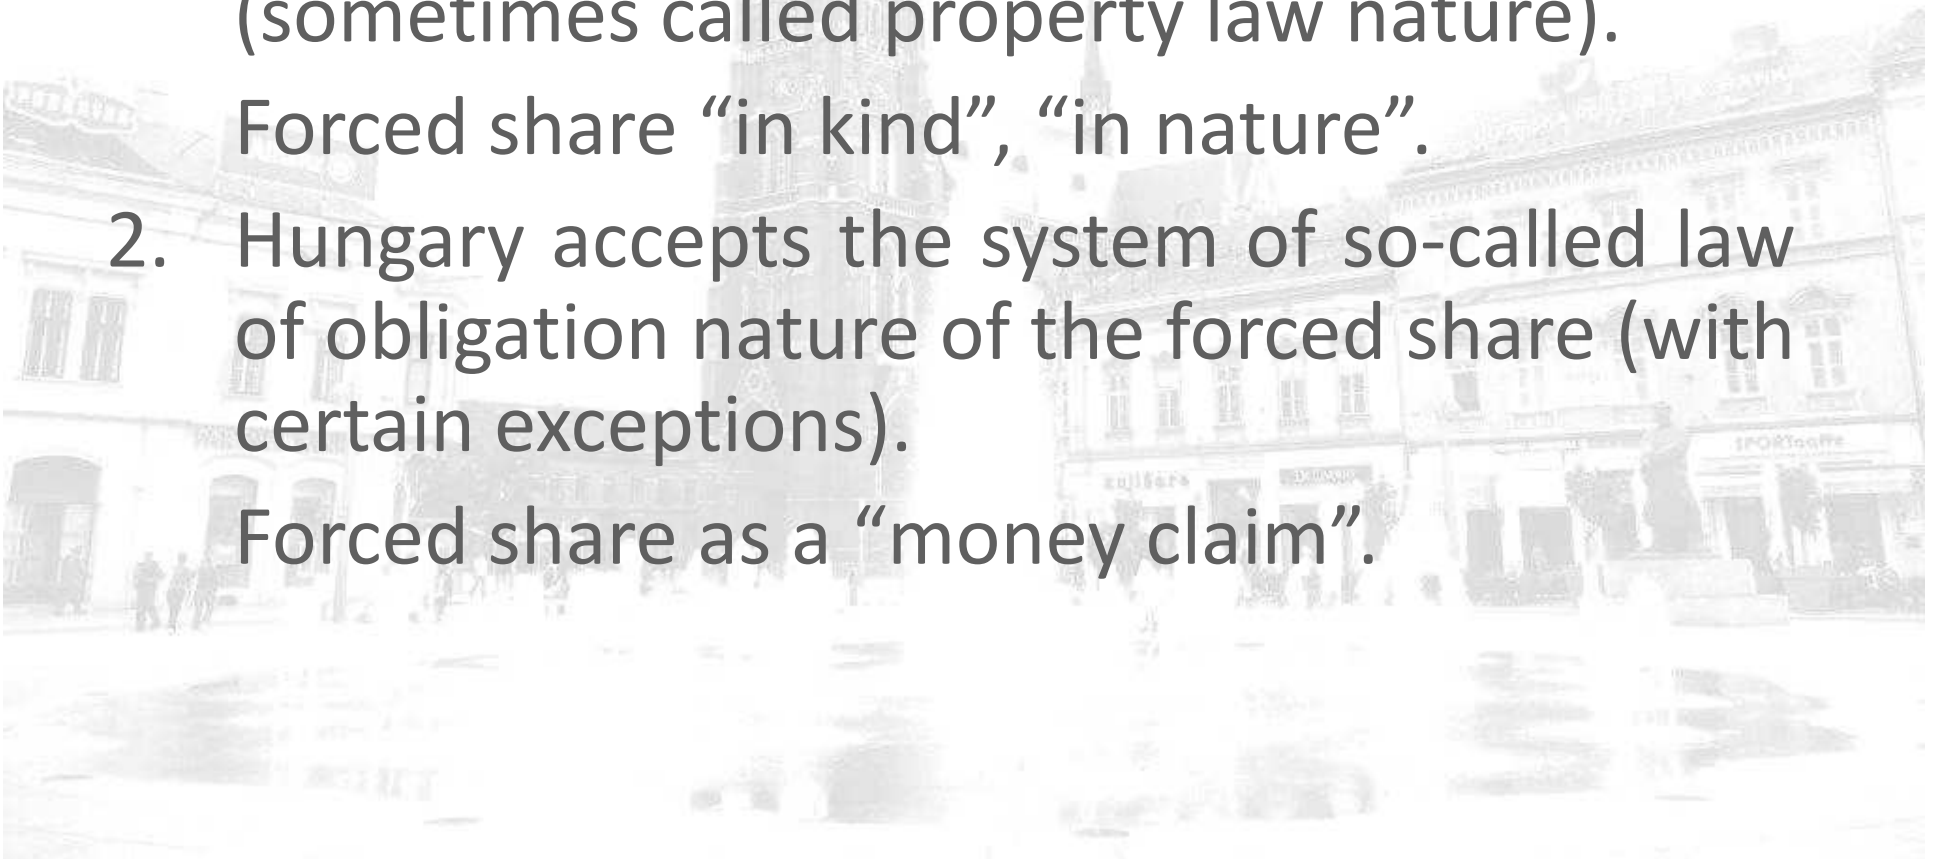 (sometimes called property law nature).
Forced share “in kind”, “in nature”.
2. Hungary accepts the system of so-called law
of obligation nature of the forced share (with
certain exceptions).
Forced share as a “money claim”.